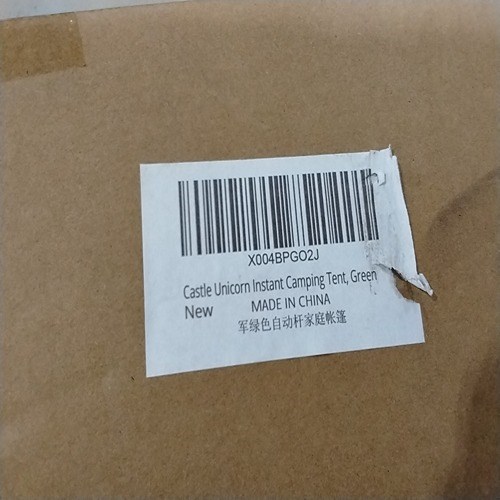 X004BPGO2J
Castle Unicorn Instant Camping Tent, Green
New MADE IN CHINA
军绿色自动杆家庭帐篷